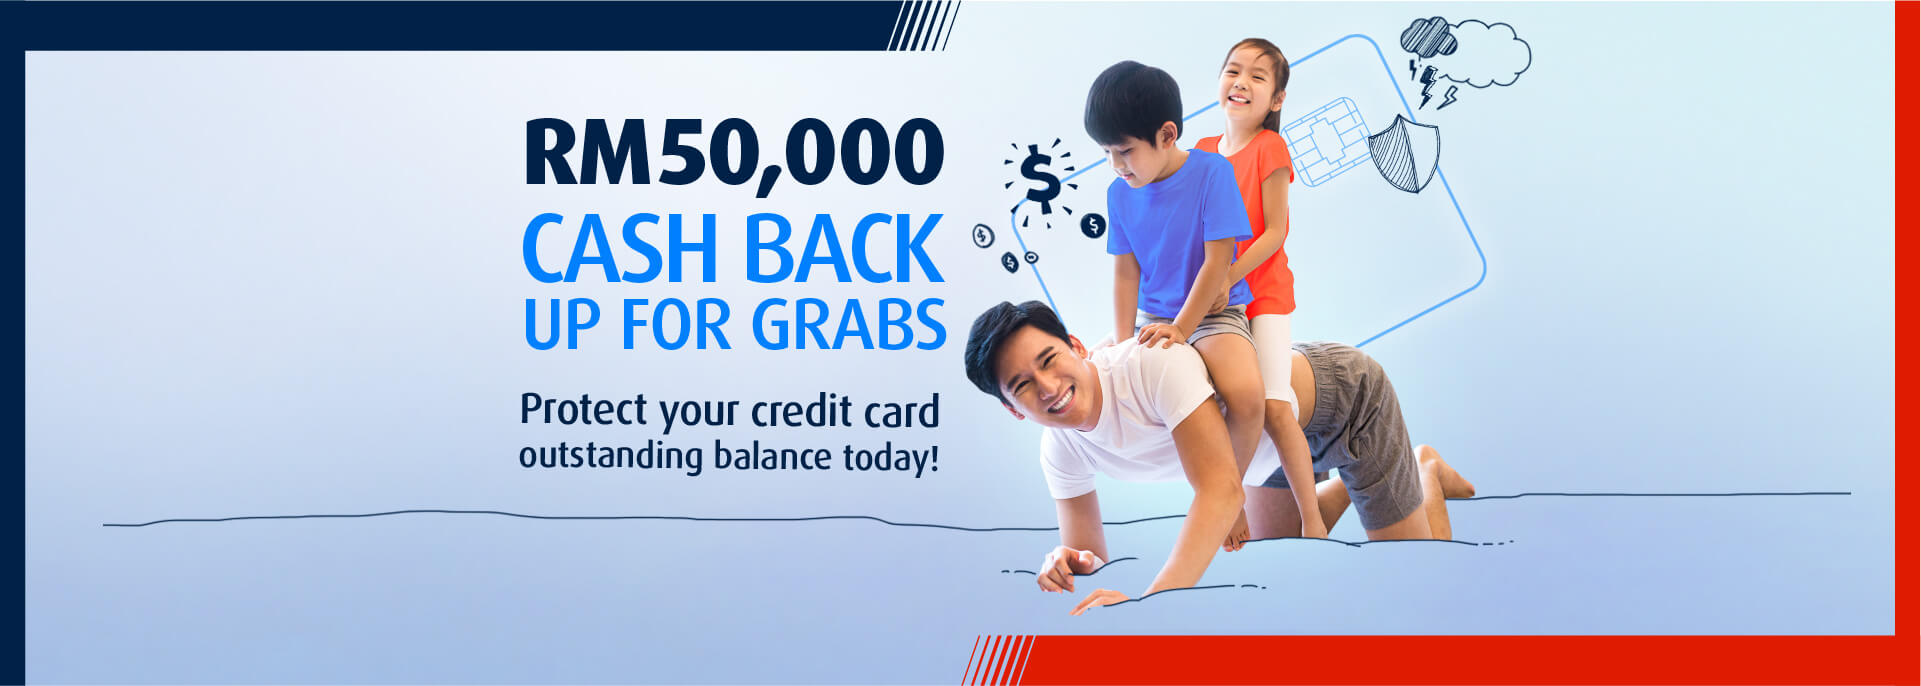 RM50,000
CASH BACK
UP FOR GRABS
Protect your credit card
outstanding balance today!